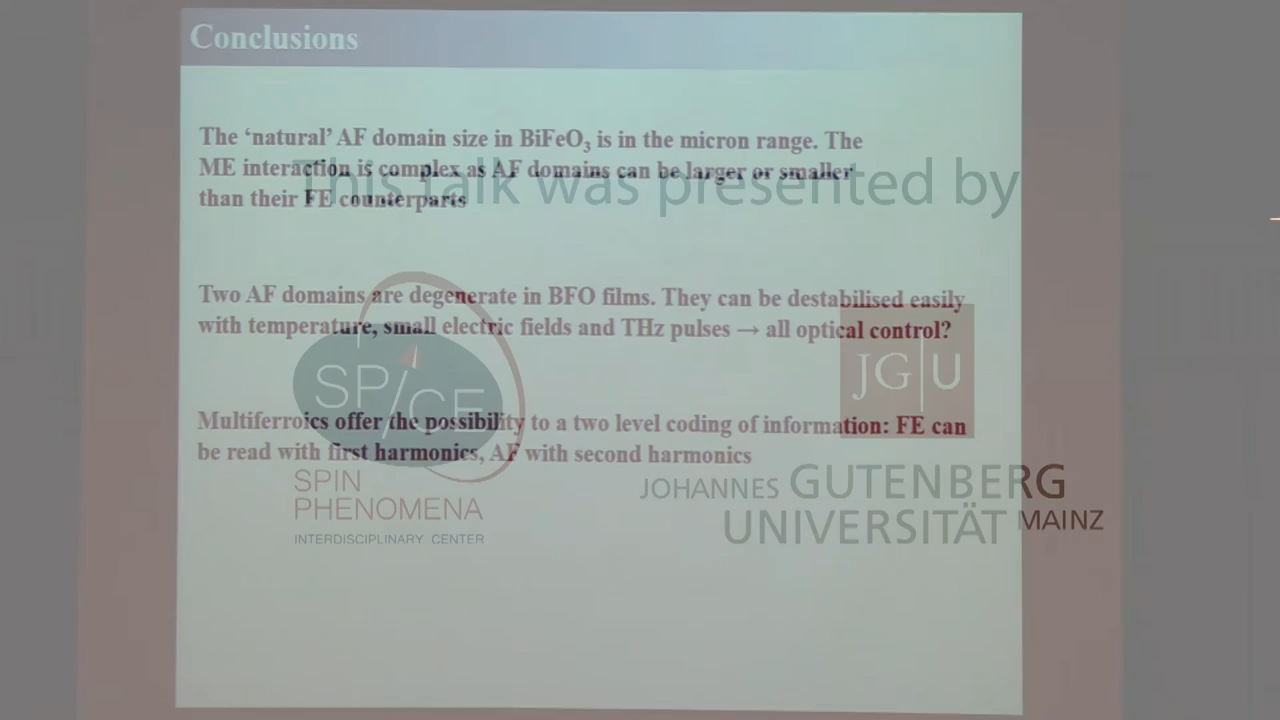 Conclusions
The ‘natural’ AF domain size in BiFeO3 is in the micron range. The
ME interaction is complex as AF domains can be larger or smaller
than their FE counterparts
This talk was presented by
Two AF domains are degenerate in BFO films. They can be destabilised easily
with temperature, small electric fields and THz pulses → all optical control?
Multiferroics offer the possibility to a two level coding of information: FE can
be read with first harmonics, AF with second harmonics
SP/CE
SPIN
PHENOMENA
INTERDISCIPLINARY CENTER
JG|U
JOHANNES GUTENBERG
UNIVERSITÄT MAINZ